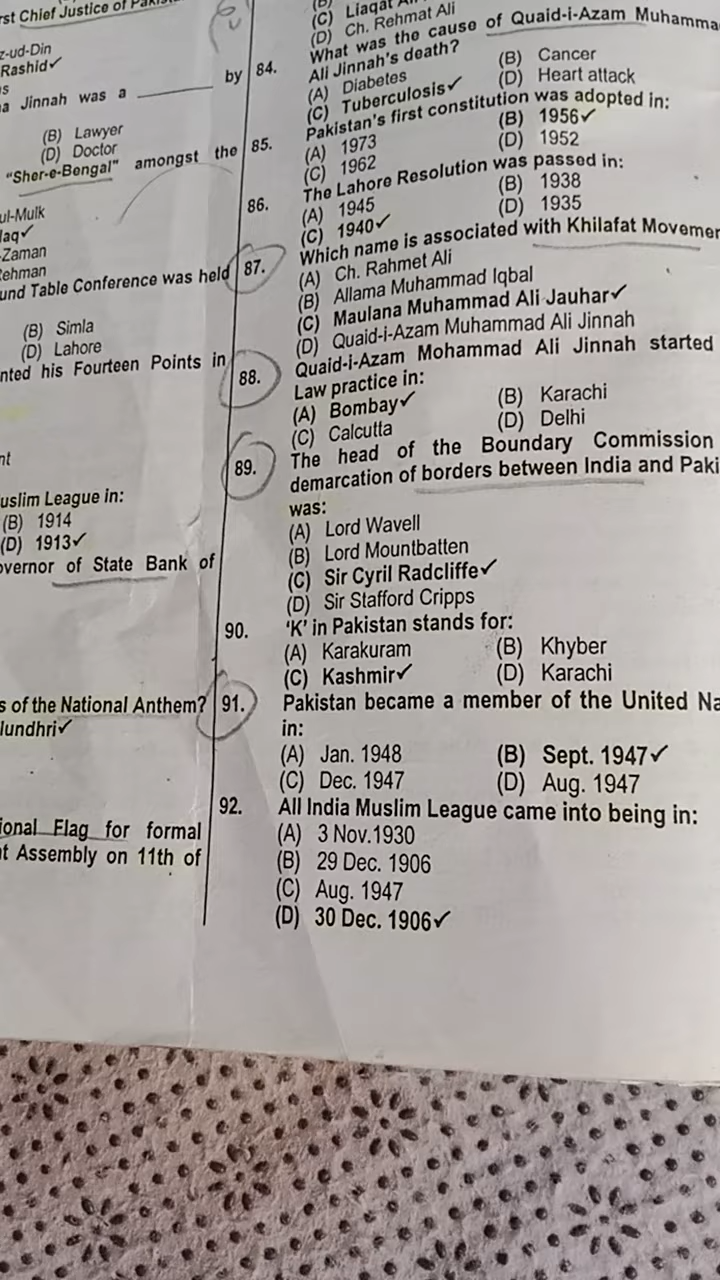 rst Chief Justice of
z-ud-Din
Rashid✓
a Jinnah was a ________ by
(B) Lawyer
(D) Doctor
"Sher-e-Bengal" amongst the
ul-Mulk
laq✓
-Zaman
Rehman
und Table Conference was held
(B) Simla
(D) Lahore
nted his Fourteen Points in
nt
uslim League in:
(B) 1914
(D) 1913✓
overnor of State Bank of
s of the National Anthem?
lundhri✓
ional Flag for formal
t Assembly on 11th of
(C) Liaqat
(D) Ch. Rehmat Ali
84. What was the cause of Quaid-i-Azam Muhamma
Ali Jinnah's death?
(A) Diabetes (B) Cancer
(C) Tuberculosis✓ (D) Heart attack
85. Pakistan's first constitution was adopted in:
(A) 1973 (B) 1956✓
(C) 1962 (D) 1952
86. The Lahore Resolution was passed in:
(A) 1945 (B) 1938
(C) 1940✓ (D) 1935
87. Which name is associated with Khilafat Movemen
(A) Ch. Rahmet Ali
(B) Allama Muhammad Iqbal
(C) Maulana Muhammad Ali Jauhar✓
(D) Quaid-i-Azam Muhammad Ali Jinnah
88. Quaid-i-Azam Mohammad Ali Jinnah started
Law practice in:
(A) Bombay✓ (B) Karachi
(C) Calcutta (D) Delhi
89. The head of the Boundary Commission
demarcation of borders between India and Paki
was:
(A) Lord Wavell
(B) Lord Mountbatten
(C) Sir Cyril Radcliffe✓
(D) Sir Stafford Cripps
90. 'K' in Pakistan stands for:
(A) Karakuram (B) Khyber
(C) Kashmir✓ (D) Karachi
91. Pakistan became a member of the United Na
in:
(A) Jan. 1948 (B) Sept. 1947✓
(C) Dec. 1947 (D) Aug. 1947
92. All India Muslim League came into being in:
(A) 3 Nov.1930
(B) 29 Dec. 1906
(C) Aug. 1947
(D) 30 Dec. 1906✓